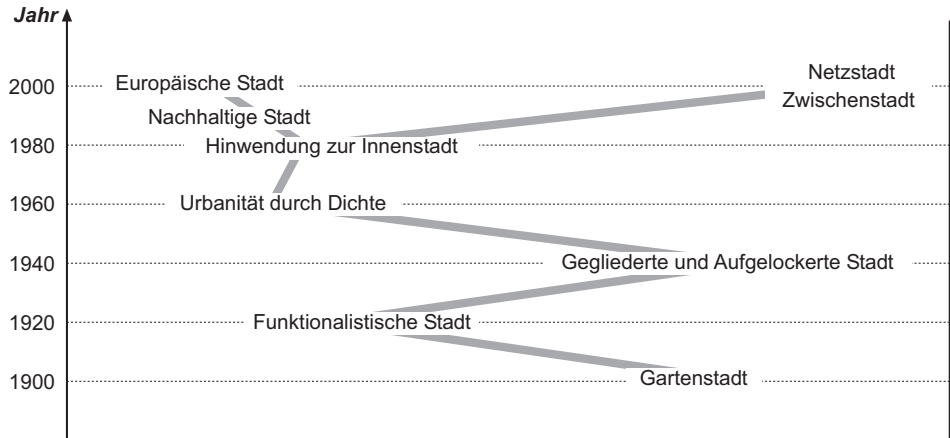 Jahr
Netzstadt
2000
Europäische Stadt
Zwischenstadt
Nachhaltige Stadt
1980
Hinwendung zur Innenstadt
1960
Urbanität durch Dichte
1940
Gegliederte und Aufgelockerte Stadt
1920
Funktionalistische Stadt
1900
Gartenstadt